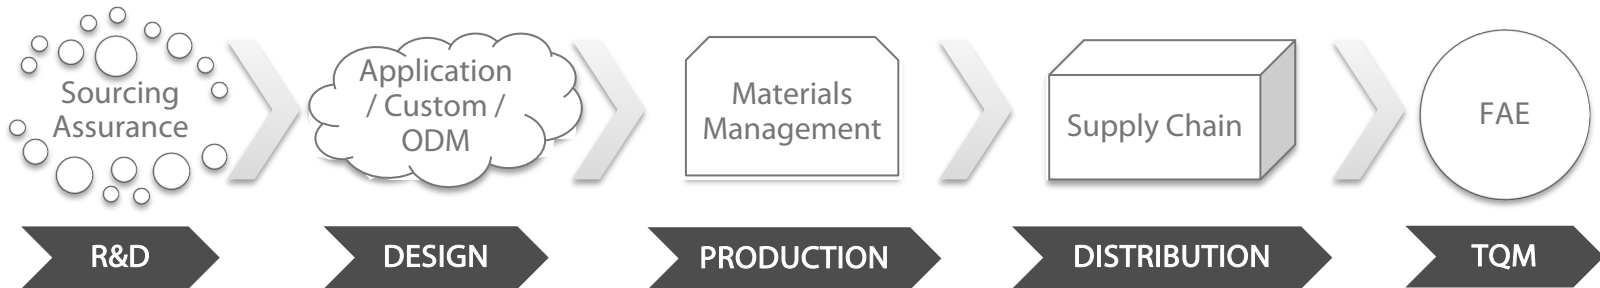 Sourcing
Assurance
Application
/ Custom /
ODM
Materials
Management
Supply Chain
FAE
R&D
DESIGN
PRODUCTION
DISTRIBUTION
TQM